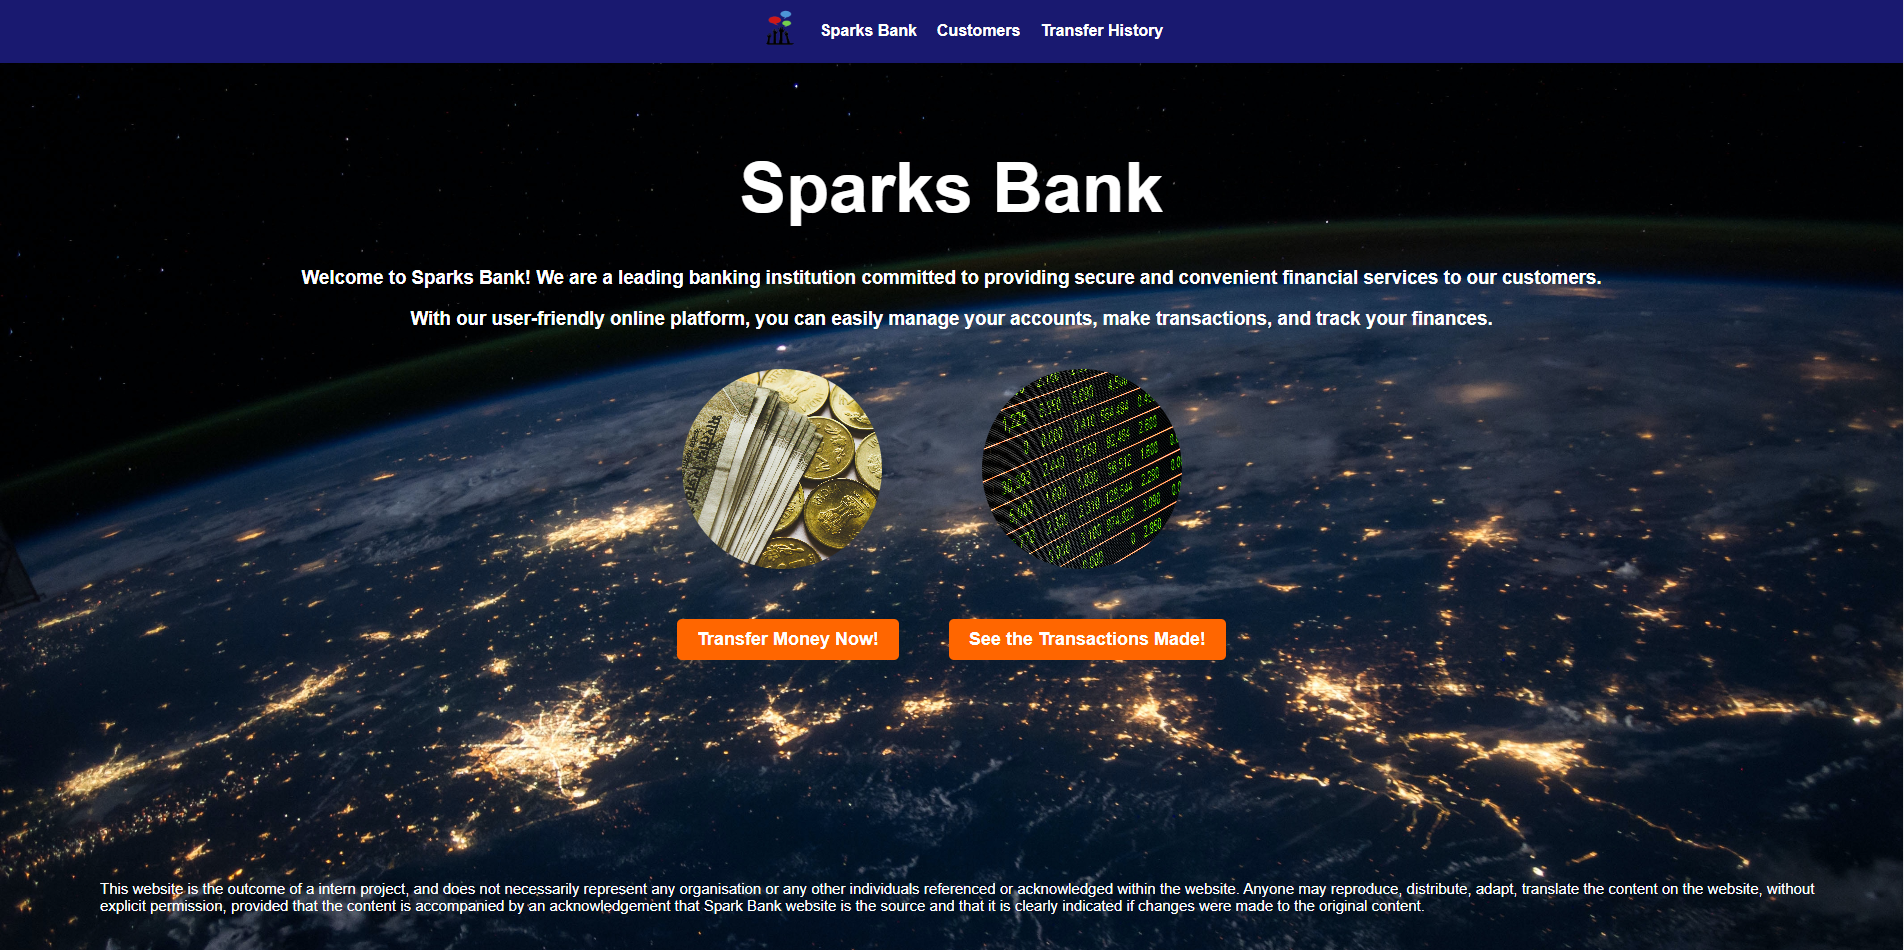 Sparks Bank Customers Transfer History
Sparks Bank
Welcome to Sparks Bank! We are a leading banking institution committed to providing secure and convenient financial services to our customers.
With our user-friendly online platform, you can easily manage your accounts, make transactions, and track your finances.
Transfer Money Now! See the Transactions Made!
This website is the outcome of a intern project, and does not necessarily represent any organisation or any other individuals referenced or acknowledged within the website. Anyone may reproduce, distribute, adapt, translate the content on the website, without
explicit permission, provided that the content is accompanied by an acknowledgement that Spark Bank website is the source and that it is clearly indicated if changes were made to the original content.